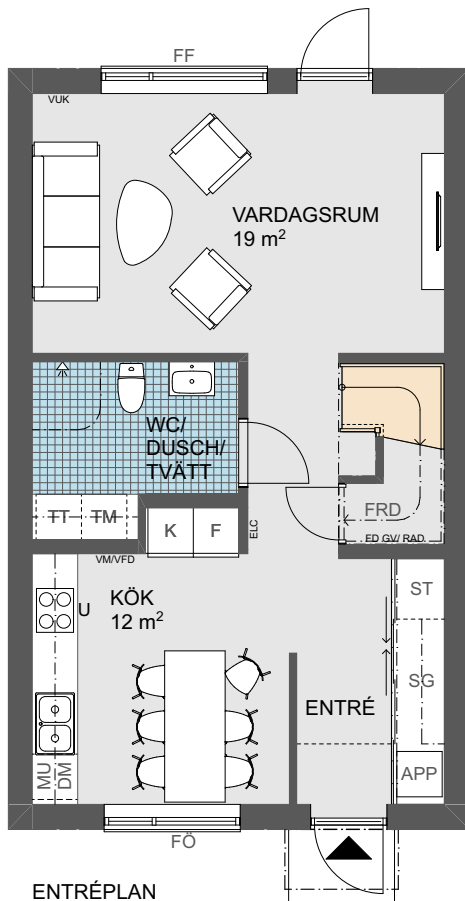 FF
VUK
VARDAGSRUM
19 m²
WC/
DUSCH/
TVÄTT
TT TM
K F
ELC
FRD
FD GV/ RAD
VM/VFD
U
KÖK
12 m²
ST
SG
ENTRÉ
APP
MU
DM
FÖ
ENTRÉPLAN